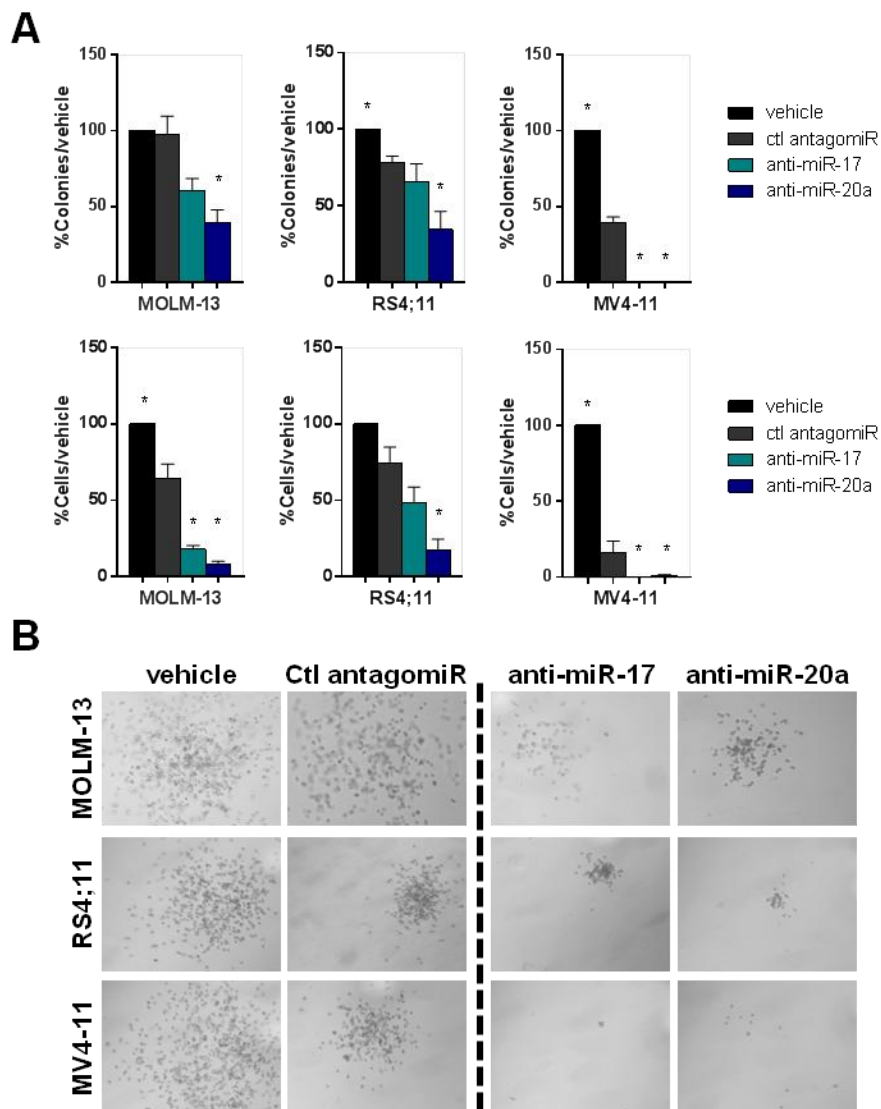 A
%Colonies/vehicle
150
100
50
0
*
MOLM-13
%Colonies/vehicle
150
100
50
0
*
*
RS4;11
%Colonies/vehicle
150
100
50
0
*
* *
MV4-11
vehicle
ctl antagomiR
anti-miR-17
anti-miR-20a
%Cells/vehicle
150
100
50
0
*
* *
MOLM-13
%Cells/vehicle
150
100
50
0
*
RS4;11
%Cells/vehicle
150
100
50
0
*
* *
MV4-11
vehicle
ctl antagomiR
anti-miR-17
anti-miR-20a
B
vehicle Ctl antagomiR anti-miR-17 anti-miR-20a
MOLM-13
RS4;11
MV4-11